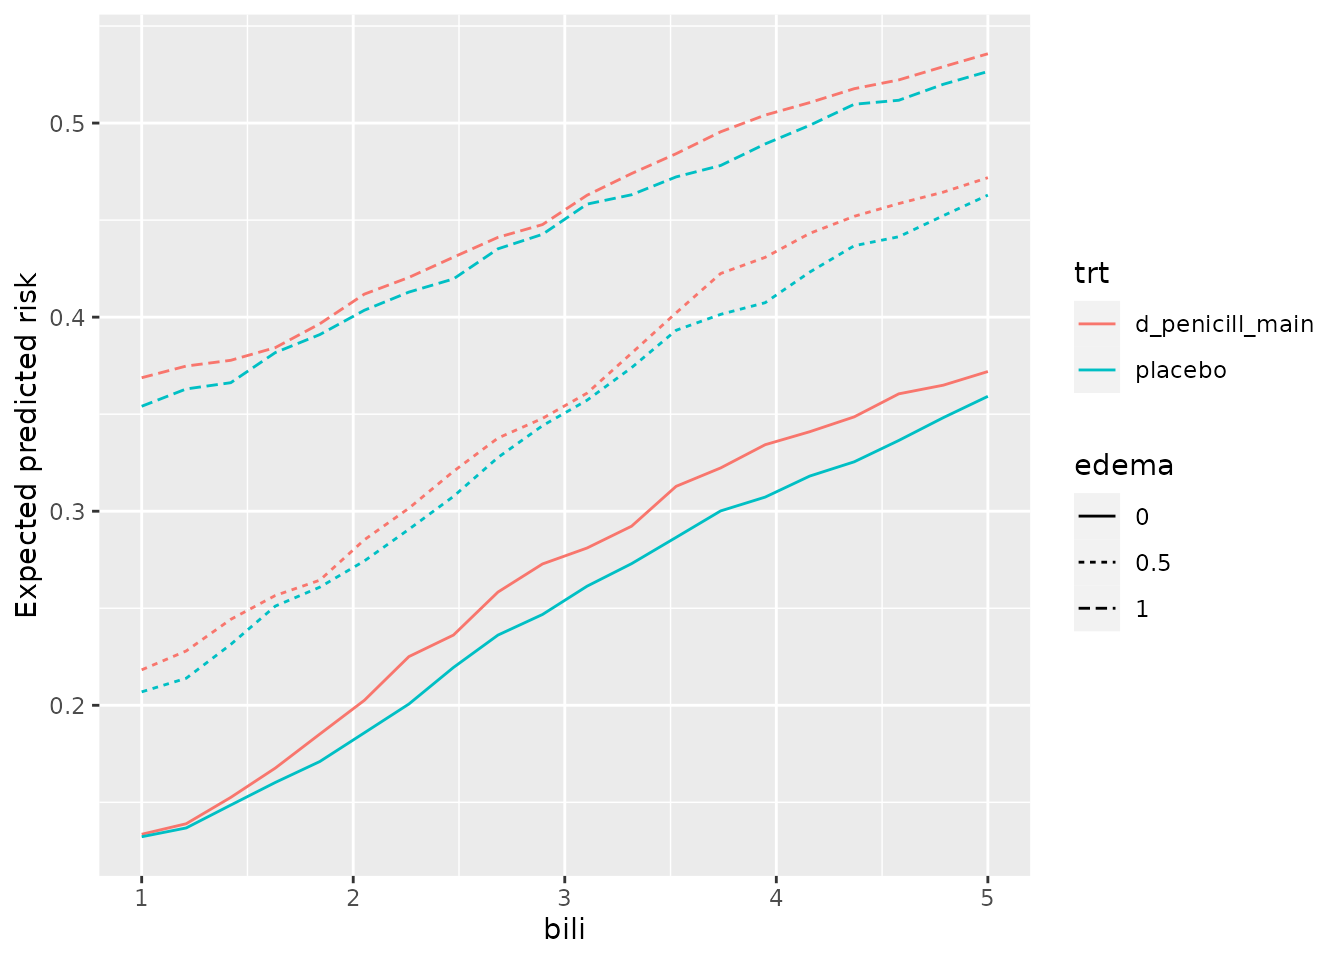 Expected predicted risk
0.5
0.4
0.3
0.2
1 2 3 4 5
bili
trt
d_penicill_main
placebo
edema
0
0.5
1